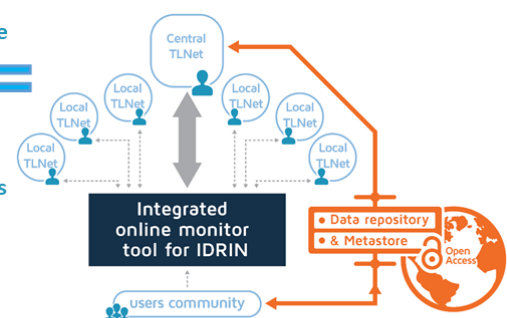 e
Central
TLNet
Local
TLNet
Local
TLNet
Local
TLNet
Local
TLNet
Local
TLNet
Local
TLNet
s
Integrated
online monitor
tool for IDRIN
• Data repository
• & Metastore
Open
Access
users community